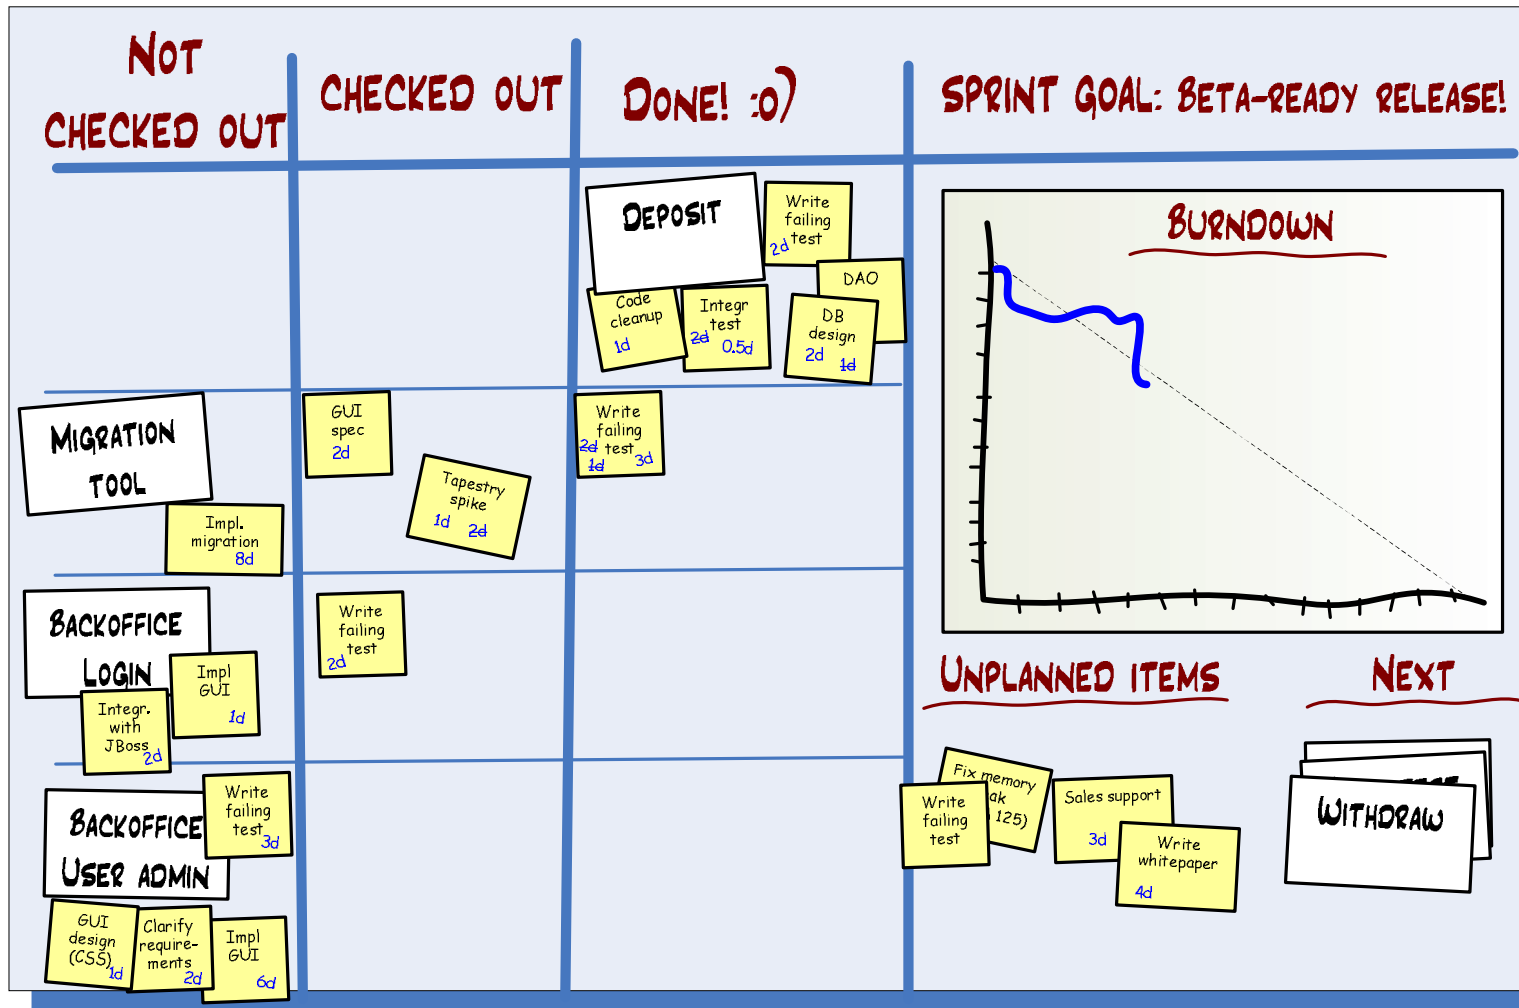 NOT
CHECKED OUT
CHECKED OUT
DONE! :o)
SPRINT GOAL: BETA-READY RELEASE!
DEPOSIT
Write
failing
test
2d
DAO
Code
cleanup
1d
Integr
test
2d
0.5d
DB
design
2d
1d
MIGRATION
TOOL
Impl.
migration
8d
GUI
spec
2d
Tapestry
spike
1d
2d
Write
failing
test
2d
1d
3d
BACKOFFICE
LOGIN
Impl
GUI
1d
Integr.
with
JBoss
2d
Write
failing
test
2d
BACKOFFICE
USER ADMIN
Write
failing
test
3d
GUI
design
(CSS)
1d
Clarify
require-
ments
2d
Impl
GUI
6d
BURNDOWN
UNPLANNED ITEMS
Fix memory
125)
Write
failing
test
Sales support
3d
Write
whitepaper
4d
NEXT
WITHDRAW